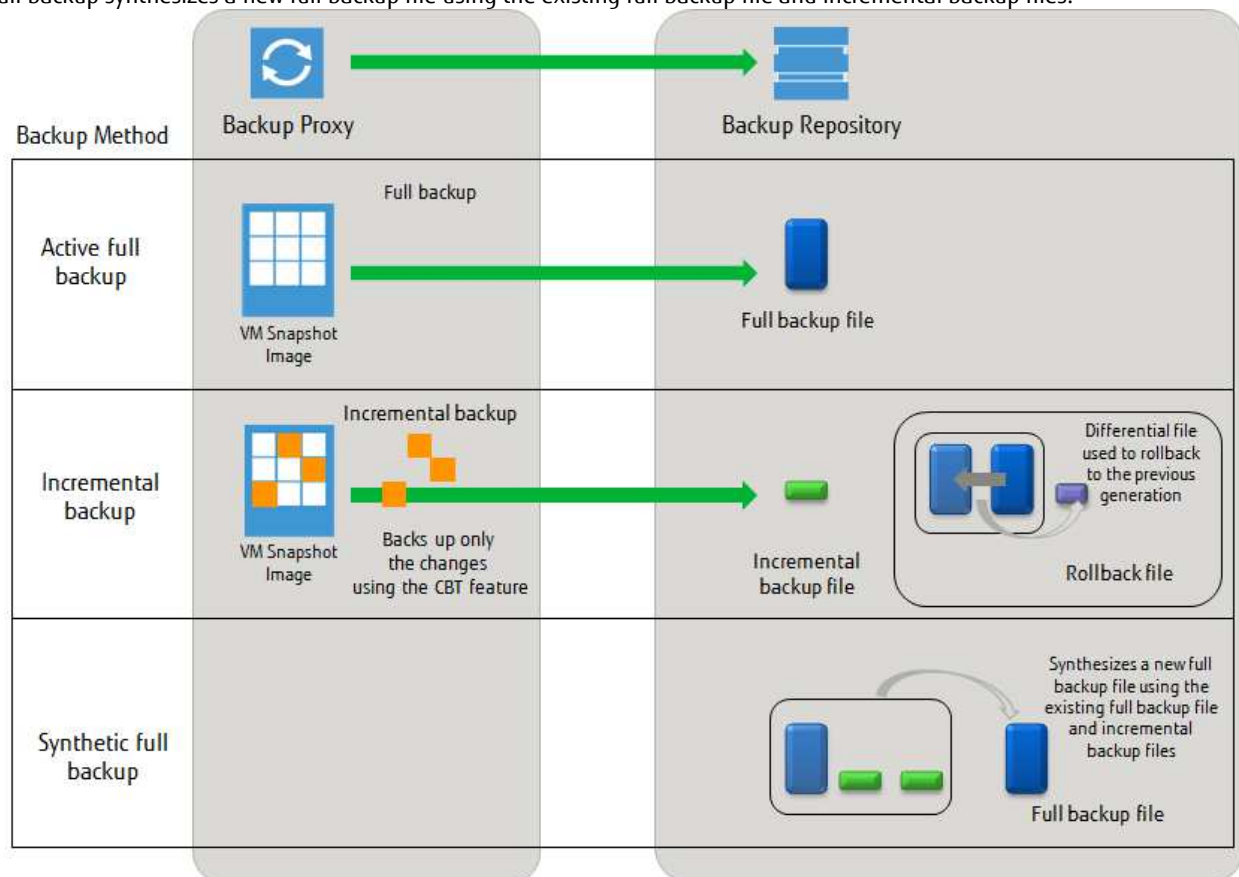 full backup synthesizes a new full backup file using the existing full backup file and incremental backup files.
Backup Method
Backup Proxy
Backup Repository
Active full
backup
Full backup
VM Snapshot
Image
Full backup file
Incremental
backup
Incremental backup
VM Snapshot
Image
Backs up only
the changes
using the CBT feature
Incremental
backup file
Differential file
used to rollback
to the previous
generation
Rollback file
Synthetic full
backup
Synthesizes a new full
backup file using the
existing full backup file
and incremental
backup files
Full backup file